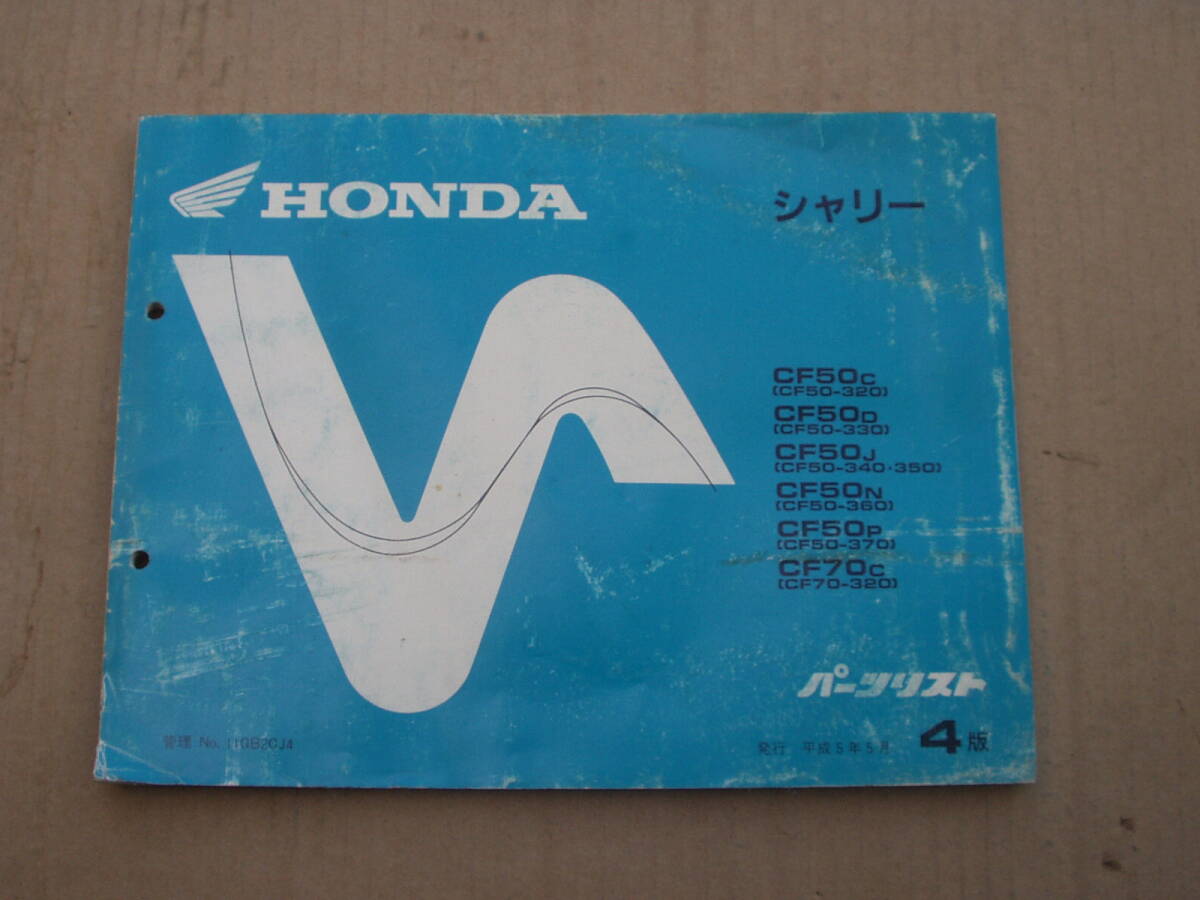 HONDA
シャリー
CF50C
(CF50-320)
CF50D
(CF50-330)
CF50J
(CF50-340・350)
CF50N
(CF50-360)
CF50P
(CF50-370)
CF70C
(CF70-320)
パーツリスト
管理 No. 11GB2CJ4
発行 平成5年5月 4版